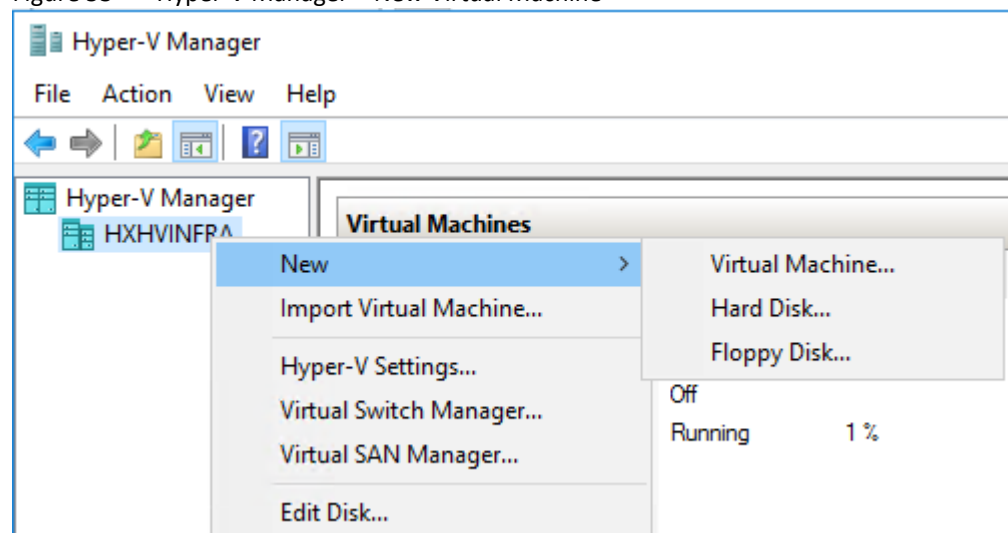 Hyper-V Manager
File Action View Help
Hyper-V Manager
HXHVINFRA
Virtual Machines
New > Virtual Machine...
Import Virtual Machine... Hard Disk...
Floppy Disk...
Hyper-V Settings...
Off
Virtual Switch Manager...
Running 1 %
Virtual SAN Manager...
Edit Disk...